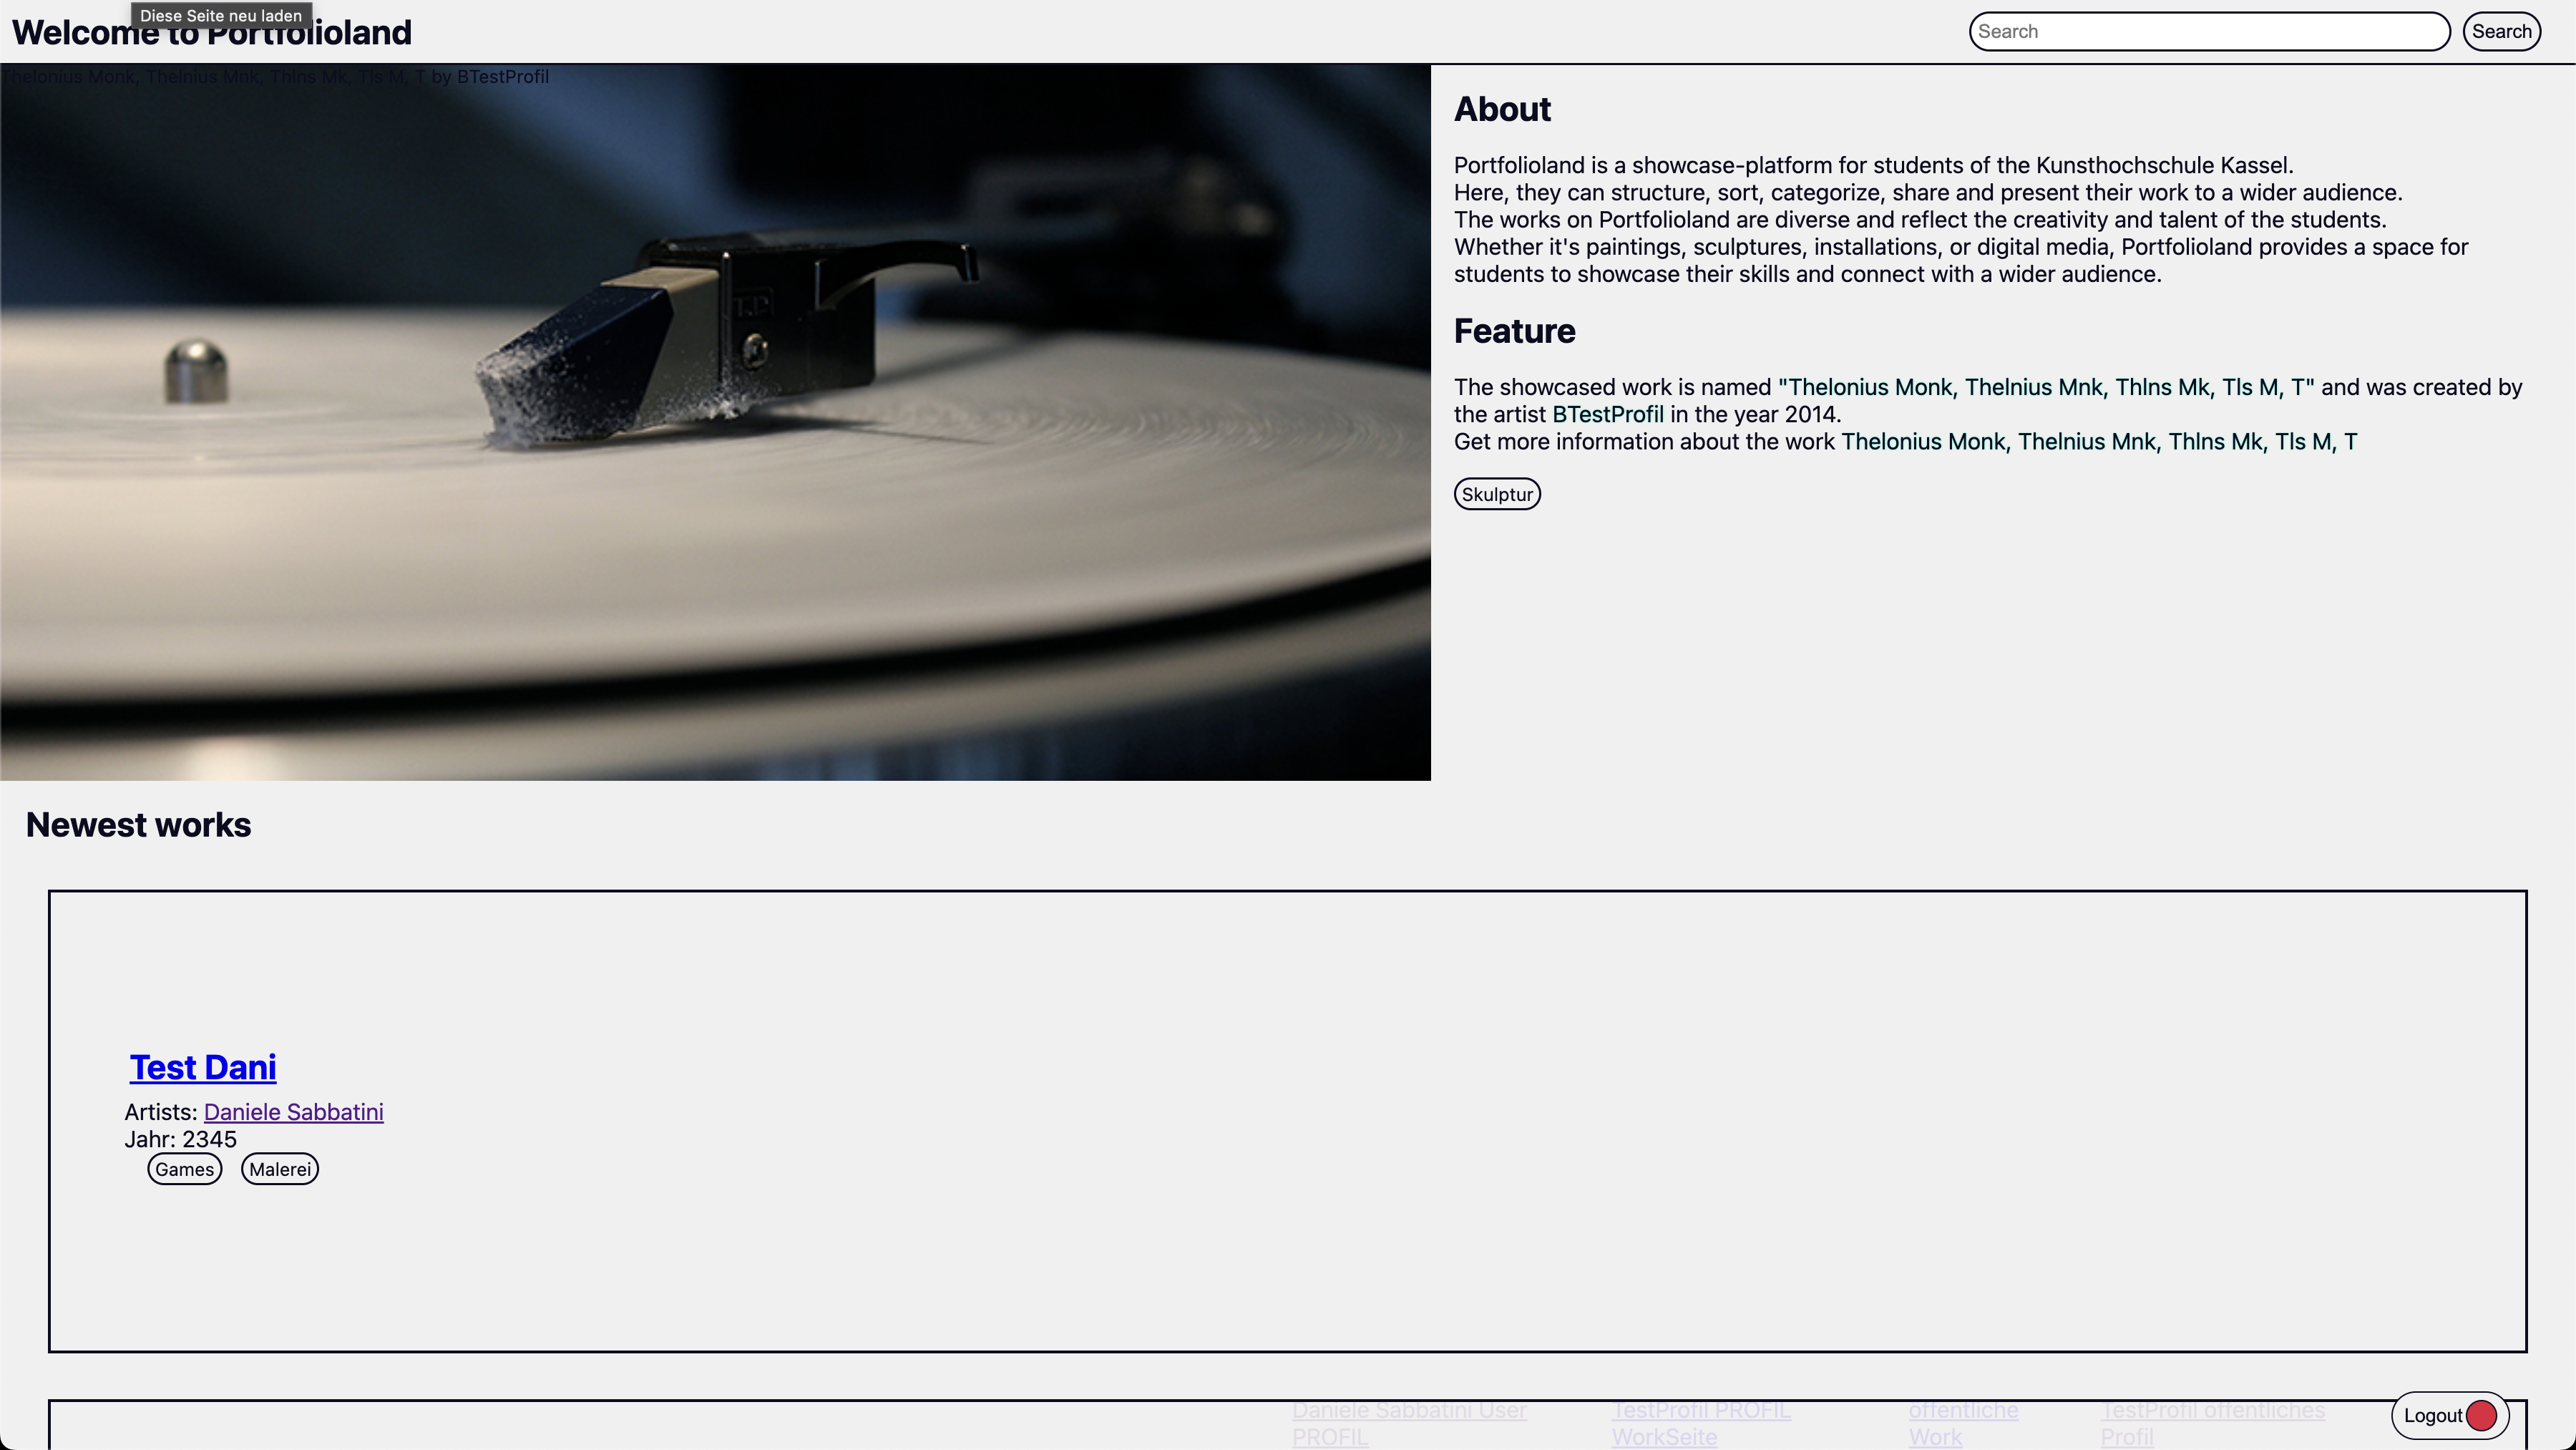 Diese Seite neu laden
Welcome to Portfolioland
Search
Search
Thelonius Monk, Thelnius Mnk, Thlns Mk, Tls M, T by BTestProfil
About
Portfolioland is a showcase-platform for students of the Kunsthochschule Kassel.
Here, they can structure, sort, categorize, share and present their work to a wider audience.
The works on Portfolioland are diverse and reflect the creativity and talent of the students.
Whether it's paintings, sculptures, installations, or digital media, Portfolioland provides a space for
students to showcase their skills and connect with a wider audience.
Feature
The showcased work is named "Thelonius Monk, Thelnius Mnk, Thlns Mk, Tls M, T" and was created by
the artist BTestProfil in the year 2014.
Get more information about the work Thelonius Monk, Thelnius Mnk, Thlns Mk, Tls M, T
Skulptur
Newest works
Test Dani
Artists: Daniele Sabbatini
Jahr: 2345
Games Malerei
Daniele Sabbatini User
PROFIL
TestProfil PROFIL
WorkSeite
öffentliche
Work
TestProfil öffentliches
Profil
Logout